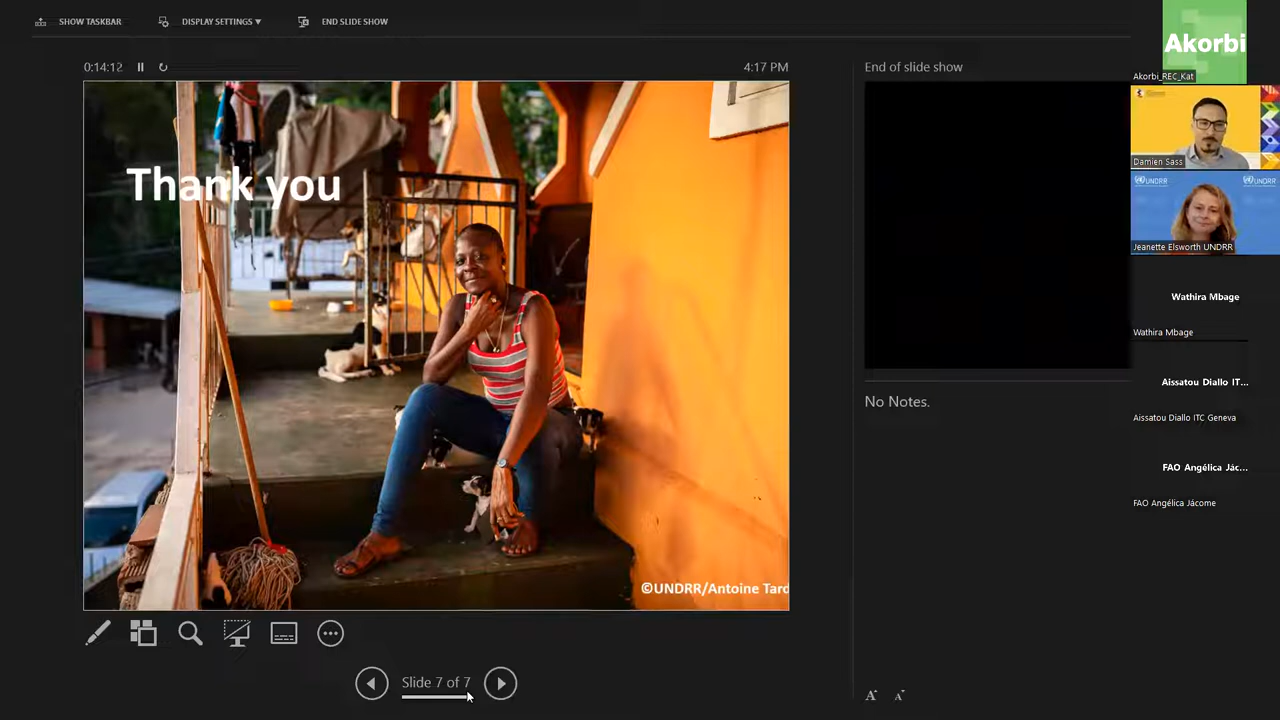 SHOW TASKBAR
DISPLAY SETTINGS ▼
END SLIDE SHOW
0:14:12
4:17 PM
Thank you
©UNDRR/Antoine Tard
Slide 7 of 7
End of slide show
No Notes.
Akorbi
Akorbi_REC_Kat
Damien Sass
UNDRR
UNDRR
Jeanette Elsworth UNDRR
Wathira Mbage
Wathira Mbage
Aissatou Diallo IT...
Aissatou Diallo ITC Geneva
FAO Angélica Jác...
FAO Angélica Jácome
A
A